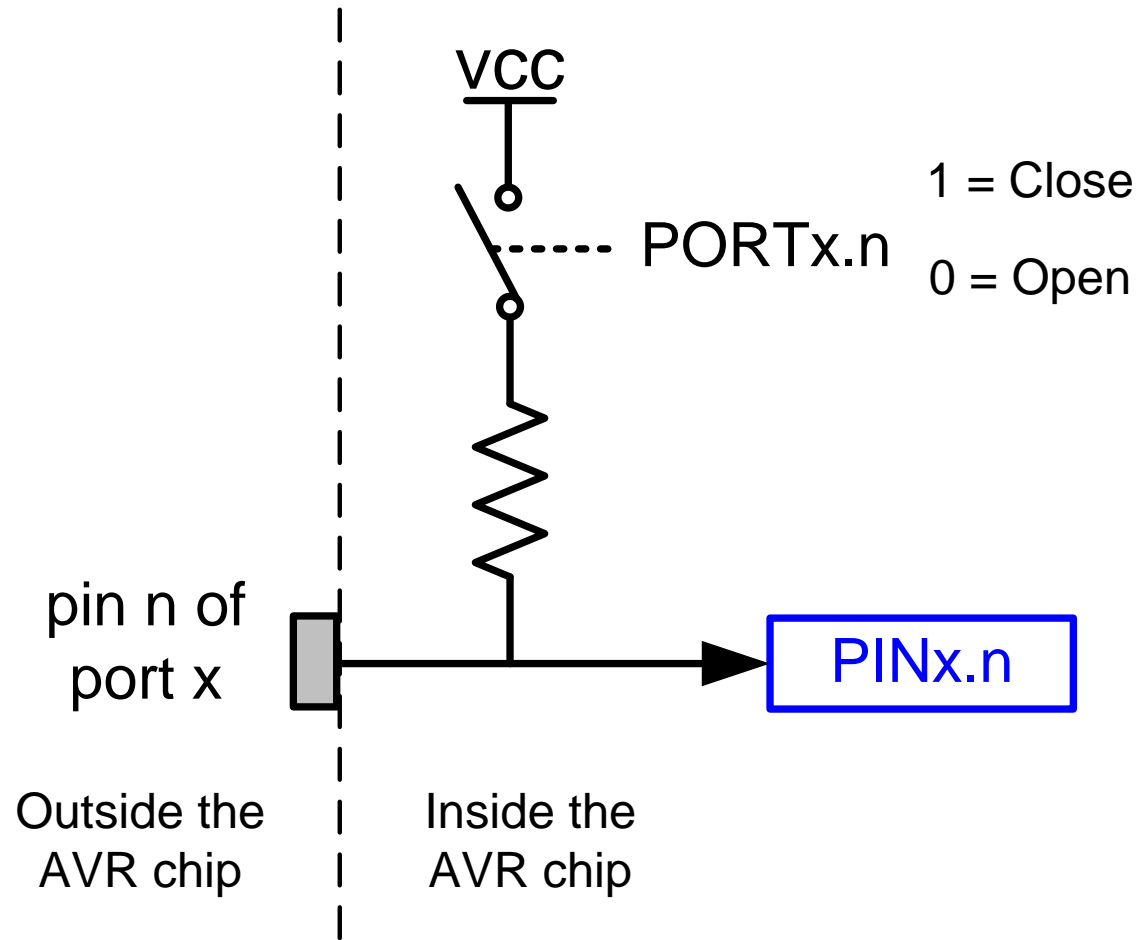 vcc
1 = Close
PORTx.n
0 = Open
pin n of
port x
PINx.n
Outside the
AVR chip
Inside the
AVR chip